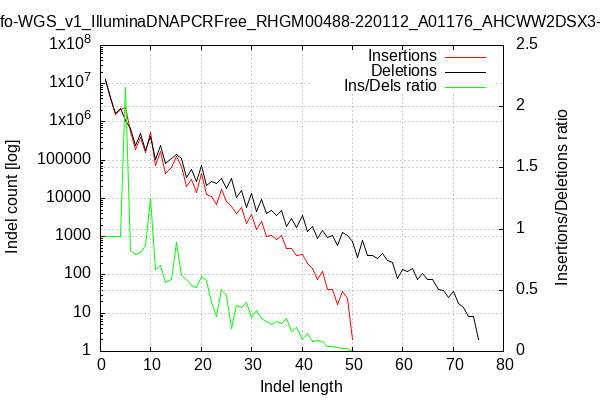 fo-WGS_v1_IlluminaDNAPCRFree_RHGM00488-220112_A01176_AHCWW2DSX3-
Insertions
Deletions
Ins/Dels ratio
1x10^8
1x10^7
1x10^6
100000
10000
1000
100
10
1
2.5
2
1.5
1
0.5
0
0 10 20 30 40 50 60 70 80
Indel count [log]
Insertions/Deletions ratio
Indel length